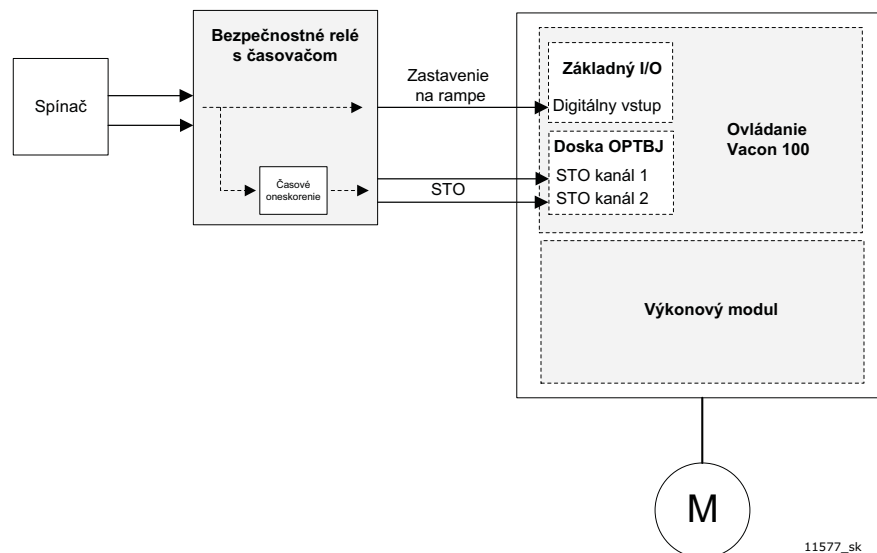 Bezpečnostné relé
s časovačom
Spínač
Časové
oneskorenie
Zastavenie
na rampe
STO
Základný I/O
Digitálny vstup
Doska OPTBJ
STO kanál 1
STO kanál 2
Ovládanie
Vacon 100
Výkonový modul
M
11577_sk